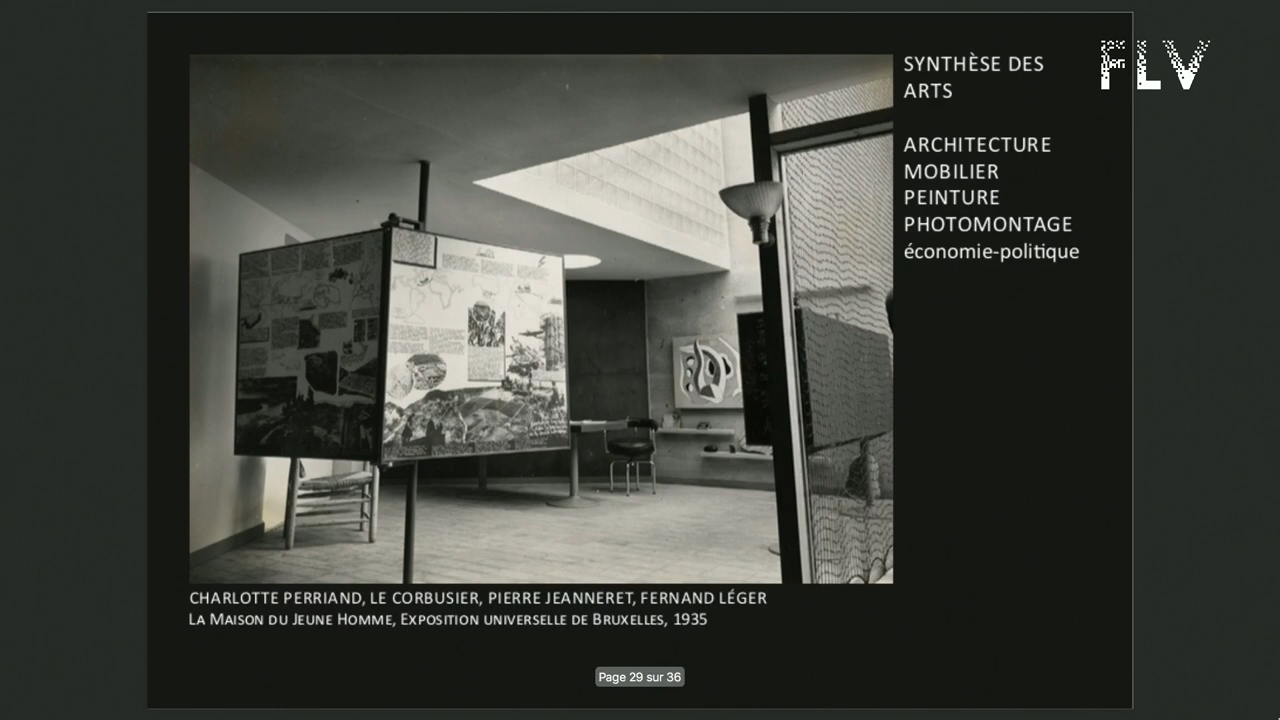 SYNTHÈSE DES
ARTS
FLV
ARCHITECTURE
MOBILIER
PEINTURE
PHOTOMONTAGE
économie-politique
CHARLOTTE PERRIAND, LE CORBUSIER, PIERRE JEANNERET, FERNAND LÉGER
LA MAISON DU JEUNE HOMME, EXPOSITION UNIVERSELLE DE BRUXELLES, 1935
Page 29 sur 36